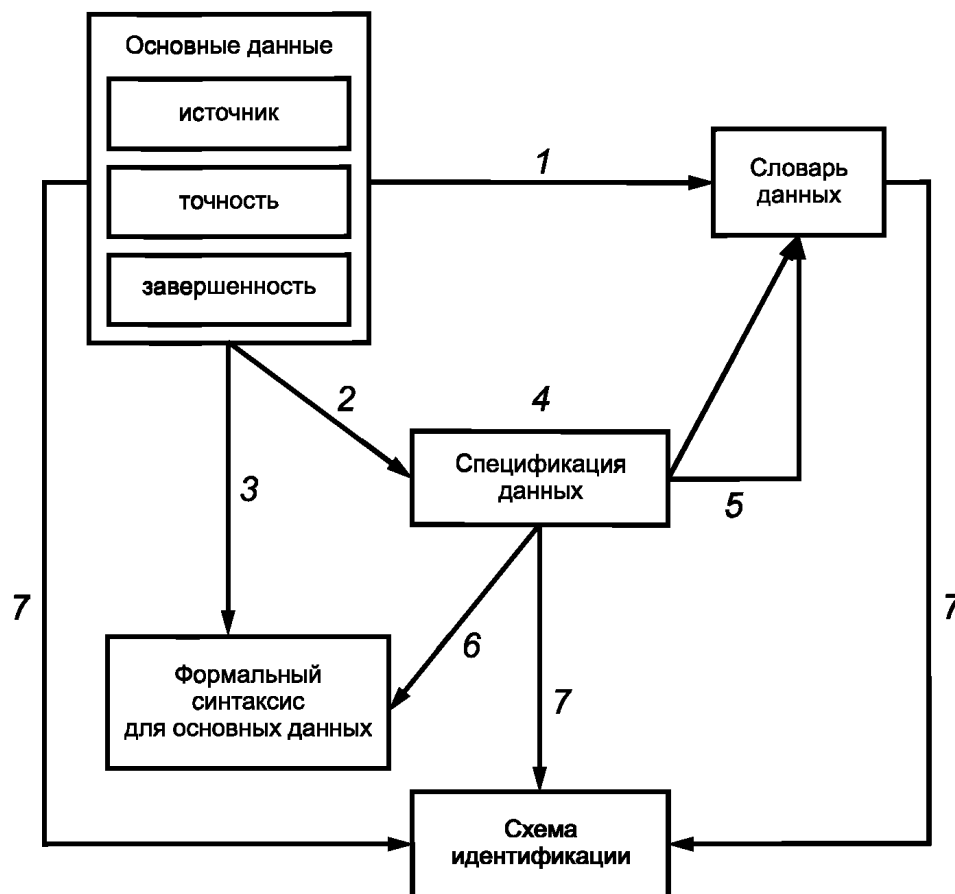 Основные данные
источник
1
Словарь
данных
точность
завершенность
2
4
Спецификация
данных
3
5
7
7
6
Формальный
синтаксис
для основных данных
7
Схема
идентификации